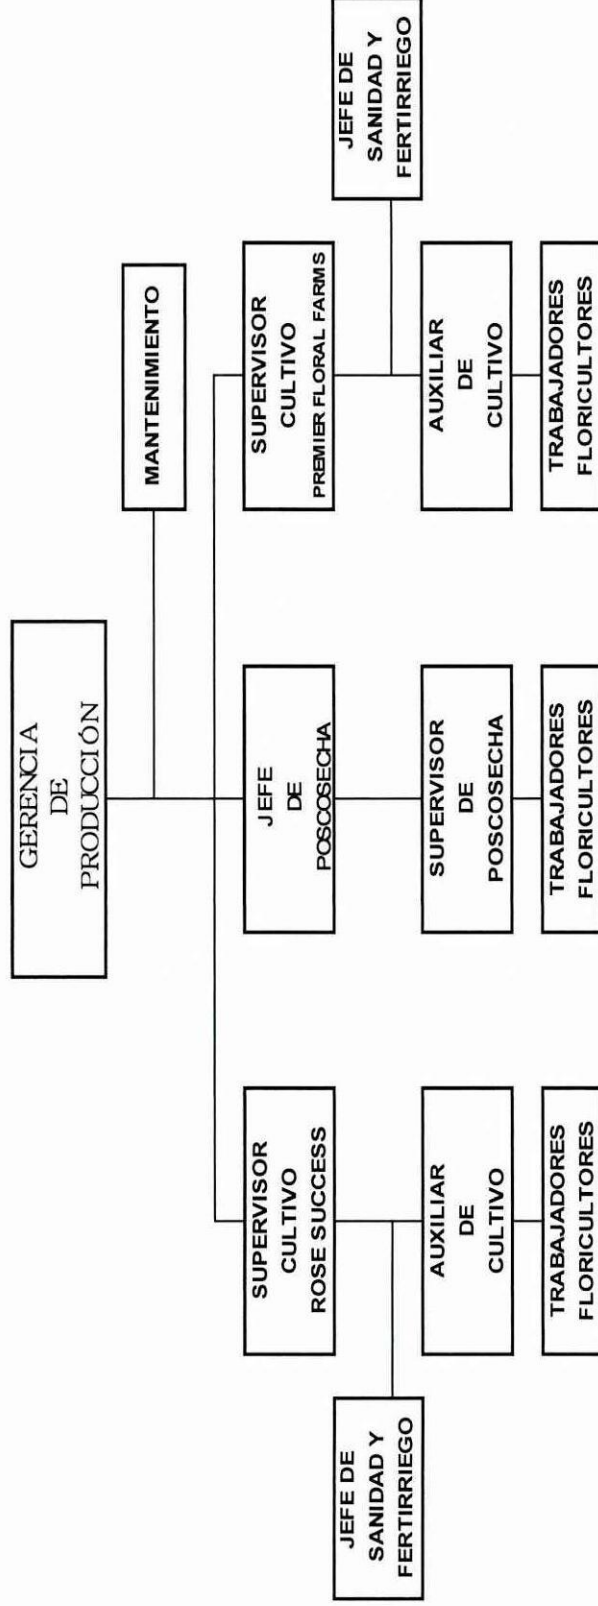 GERENCIA
DE
PRODUCCIÓN
MANTENIMIENTO
SUPERVISOR
CULTIVO
ROSE SUCCESS
JEFE
DE
POSCOSECHA
SUPERVISOR
CULTIVO
PREMIER FLORAL FARMS
JEFE DE
SANIDAD Y
FERTIRRIEGO
JEFE DE
SANIDAD Y
FERTIRRIEGO
AUXILIAR
DE
CULTIVO
SUPERVISOR
DE
POSCOSECHA
AUXILIAR
DE
CULTIVO
TRABAJADORES
FLORICULTORES
TRABAJADORES
FLORICULTORES
TRABAJADORES
FLORICULTORES